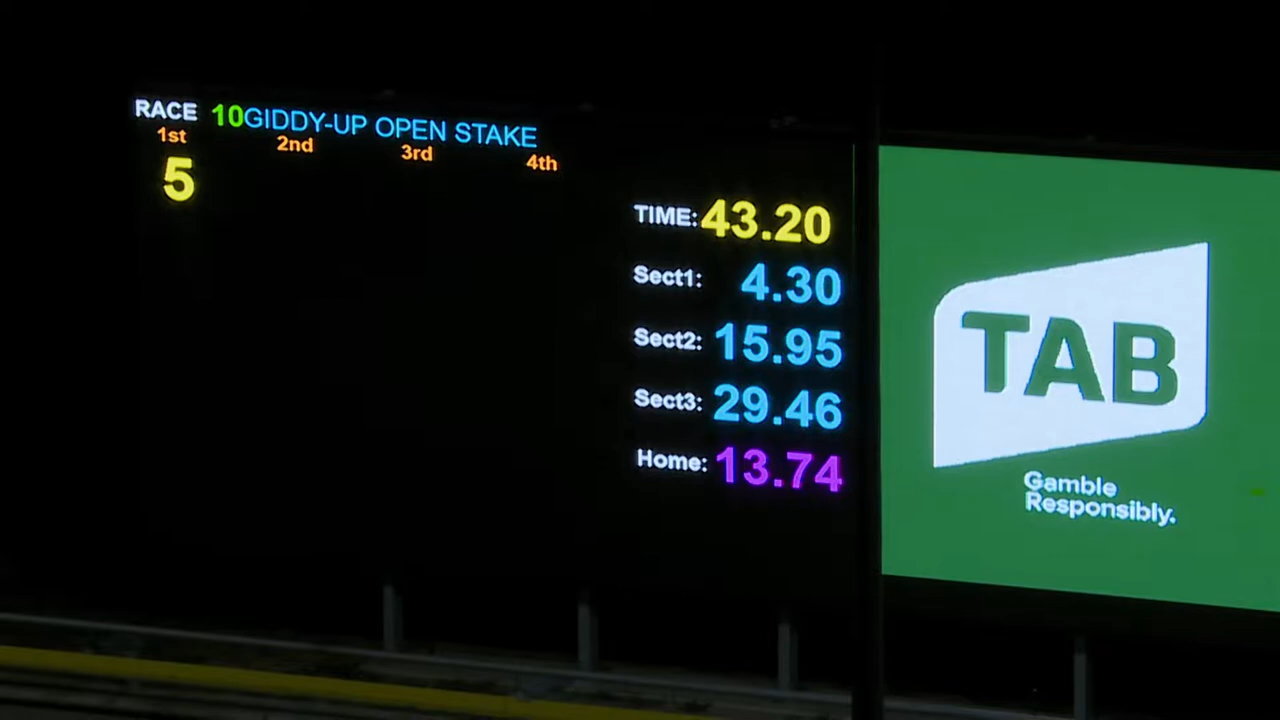 RACE 10GIDDY-UP OPEN STAKE
1st 2nd 3rd 4th
5
TIME: 43.20
Sect1: 4.30
Sect2: 15.95
Sect3: 29.46
Home: 13.74
TAB
Gamble
Responsibly.